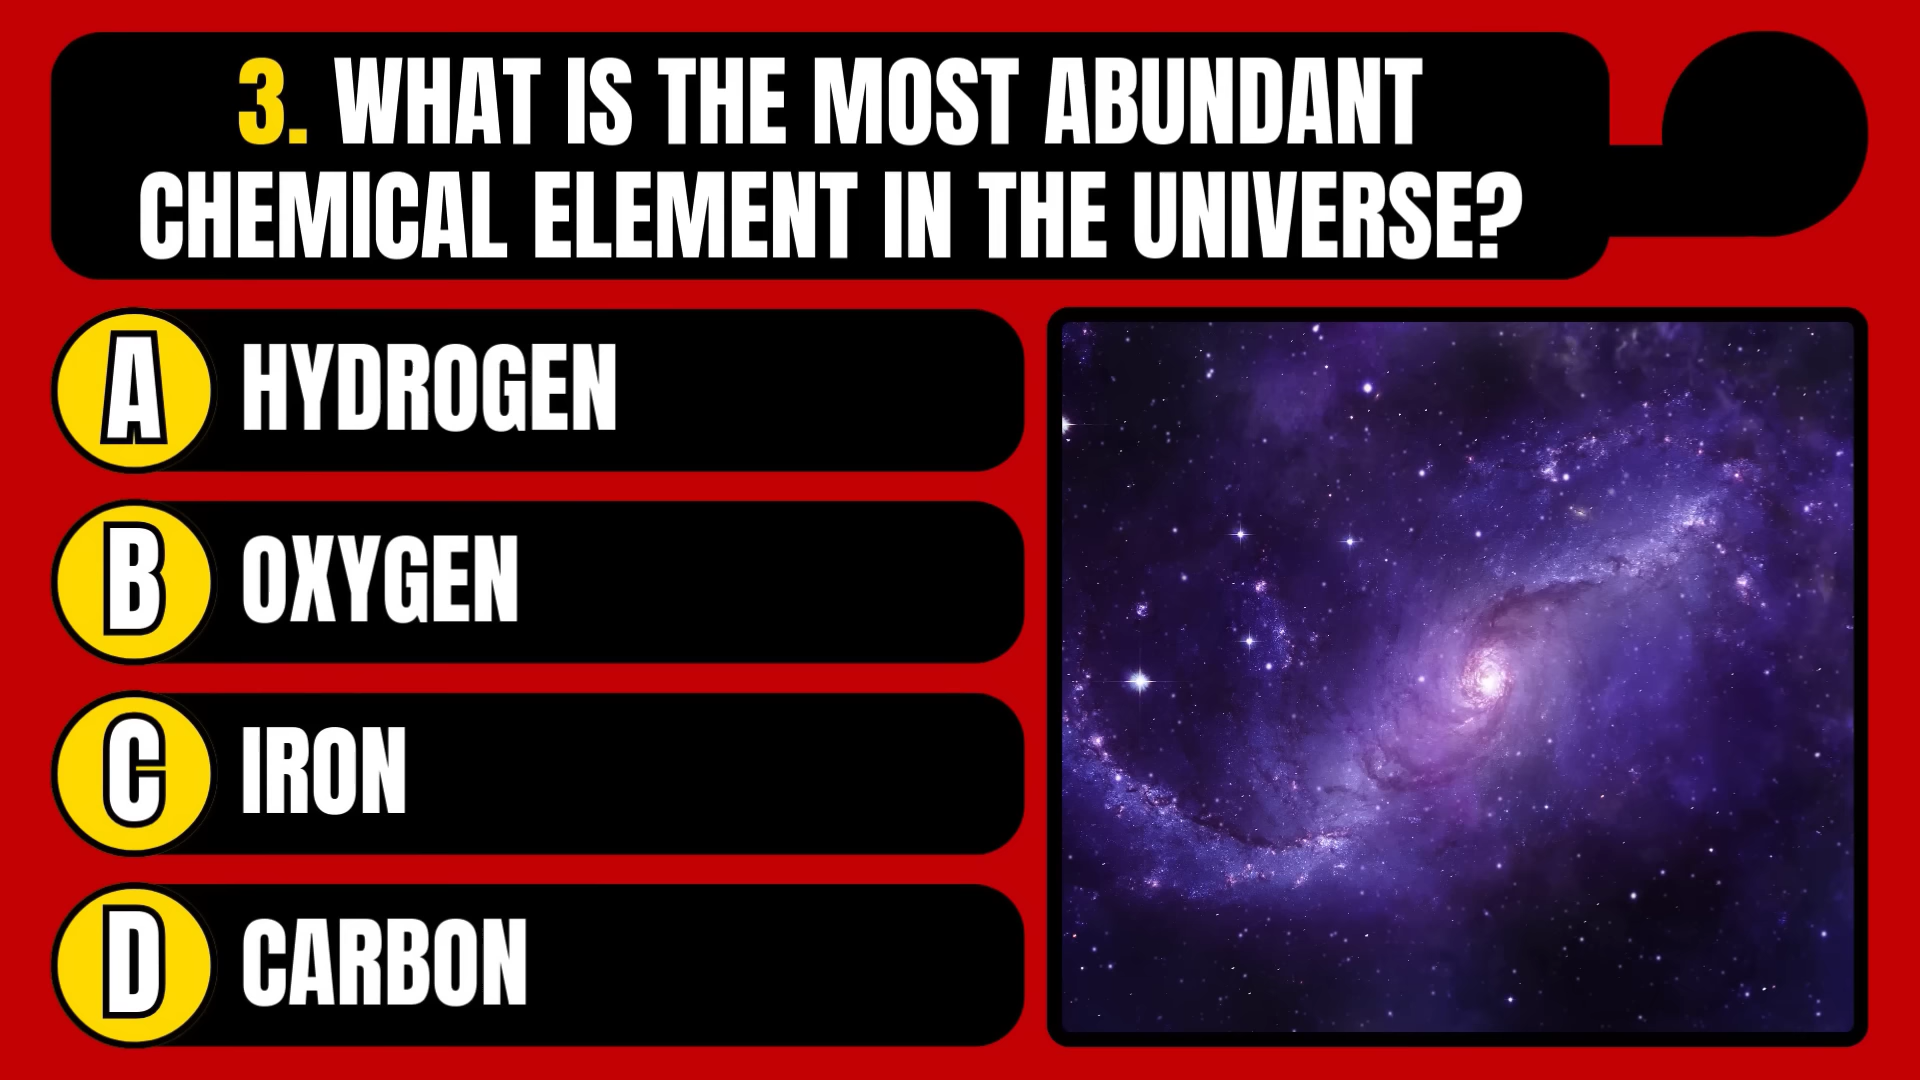 3. WHAT IS THE MOST ABUNDANT
CHEMICAL ELEMENT IN THE UNIVERSE?
A HYDROGEN
B OXYGEN
C IRON
D CARBON